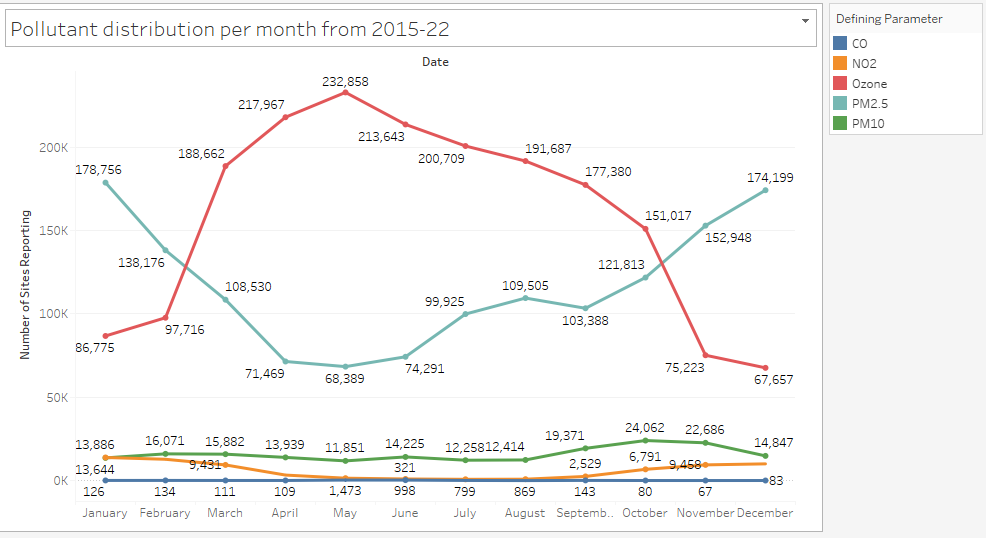 Pollutant distribution per month from 2015-22
Defining Parameter
CO
NO2
Ozone
PM2.5
PM10
Date
Number of Sites Reporting
200K
150K
100K
50K
0K
232,858
217,967
213,643
188,662
200,709
191,687
178,756
177,380
174,199
151,017
152,948
138,176
121,813
108,530
99,925
109,505
103,388
97,716
86,775
71,469
68,389
74,291
75,223
67,657
13,886 16,071 15,882 13,939 11,851 14,225 12,258 12,414 19,371 24,062 22,686 14,847
13,644 9,431 321 2,529 6,791 9,458
126 134 111 109 1,473 998 799 869 143 80 67 83
January February March April May June July August Septemb.. October November December